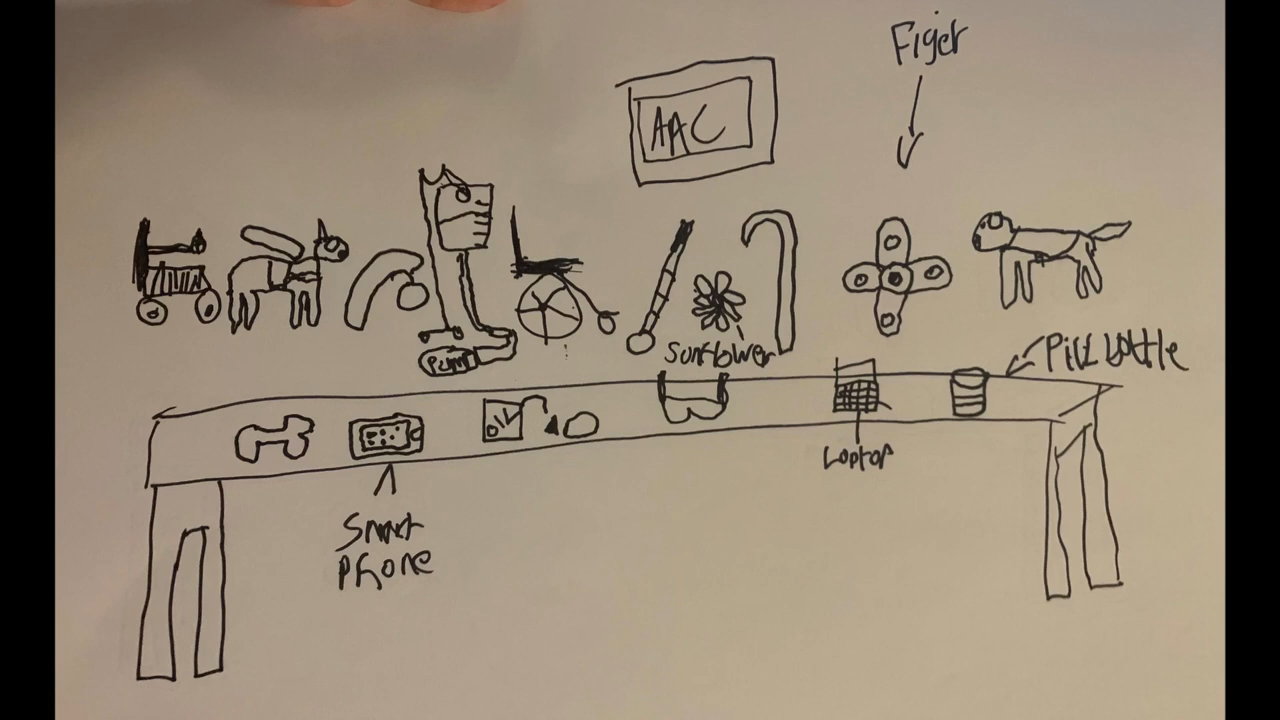 Figer
AAC
Sunflower
Pump
Pill bottle
Laptop
Smart
Phone